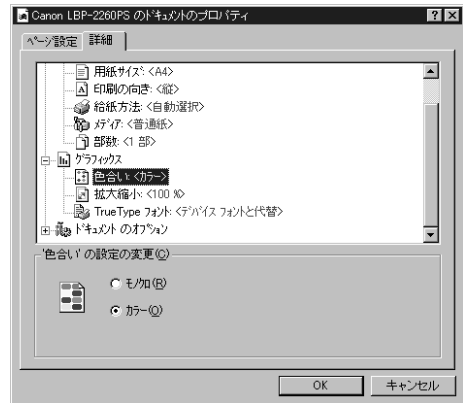 Canon LBP-2260PS のﾄﾞｷｭﾒﾝﾄのプロパティ
ページ設定 詳細
用紙ｻｲｽﾞ: <A4>
印刷の向き: <縦>
給紙方法: <自動選択>
ﾒﾃﾞｨｱ: <普通紙>
部数: <1 部>
ｸﾞﾗﾌｨｯｸｽ
色合い: <ｶﾗｰ>
拡大縮小: <100 %>
TrueType ﾌｫﾝﾄ: <ﾃﾞﾊﾞｲｽ ﾌｫﾝﾄと代替>
ﾄﾞｷｭﾒﾝﾄ のｵﾌﾟｼｮﾝ
'色合い' の設定の変更(C)
ﾓﾉｸﾛ(R)
ｶﾗｰ(O)
OK キャンセル